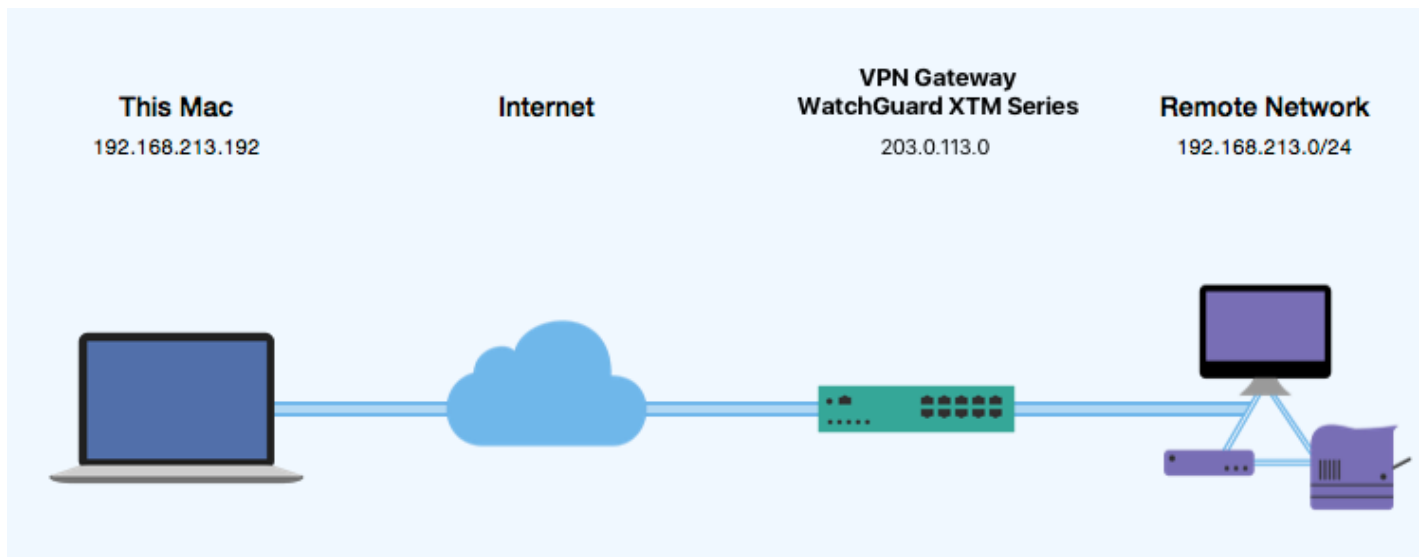 This Mac
192.168.213.192
Internet
VPN Gateway
WatchGuard XTM Series
203.0.113.0
Remote Network
192.168.213.0/24